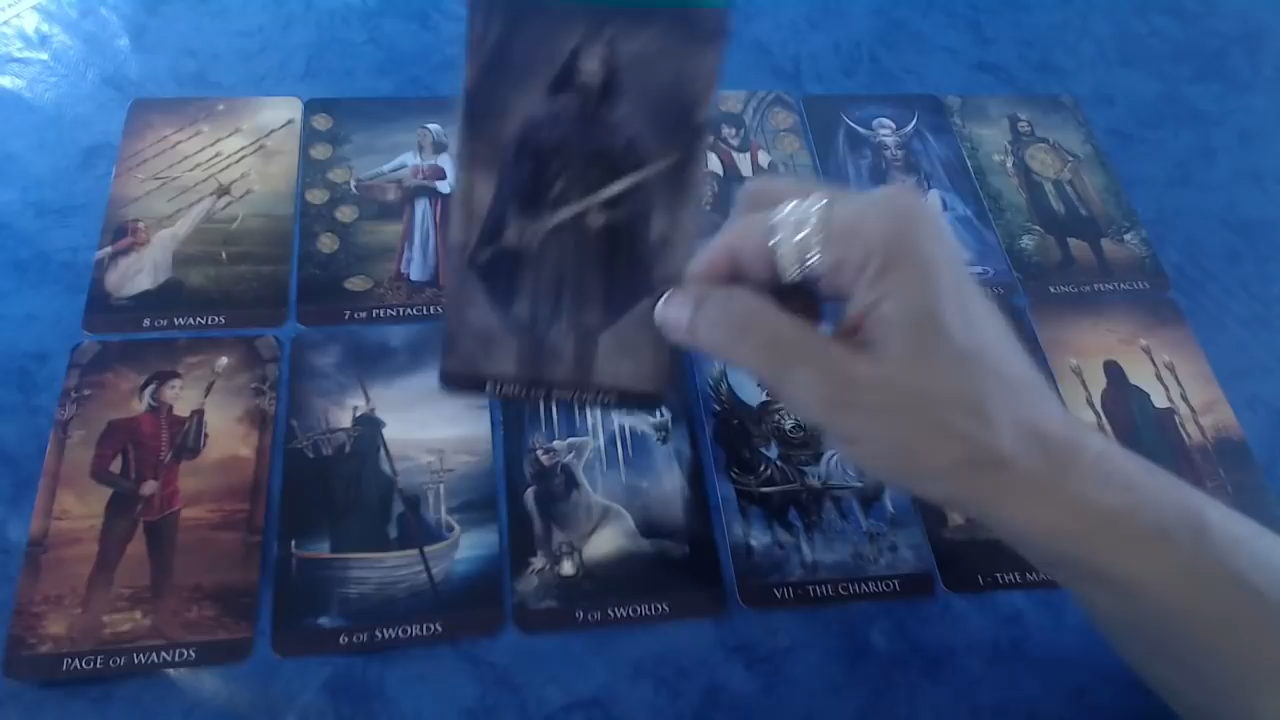 8 OF WANDS
7 OF PENTACLES
KING OF PENTACLES
PAGE OF WANDS
6 OF SWORDS
9 OF SWORDS
VII - THE CHARIOT
I - THE